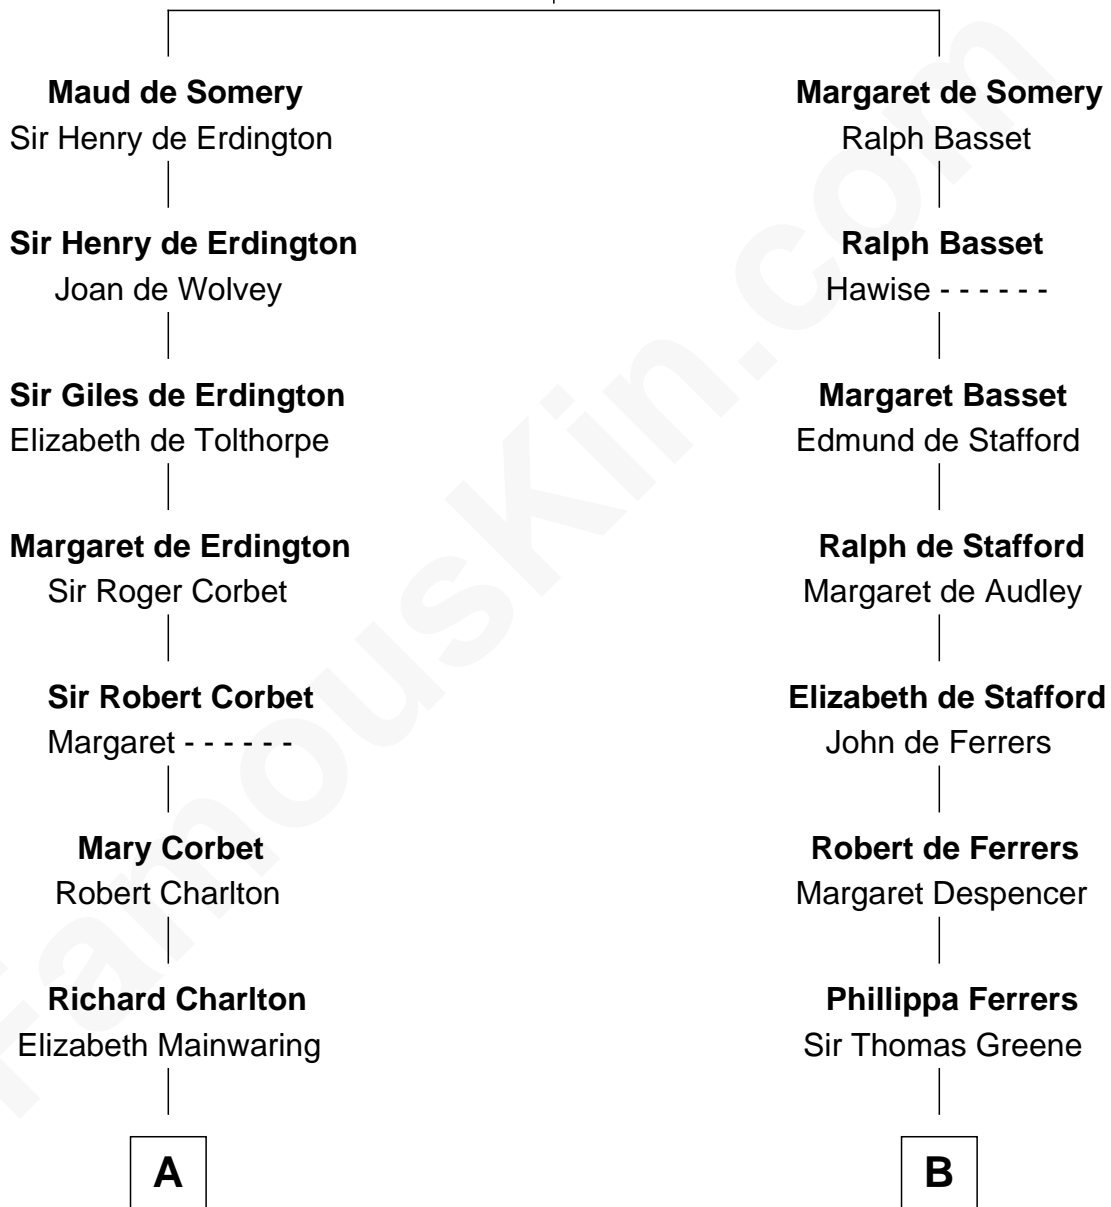 Maud de Somery
Sir Henry de Erdington
Sir Henry de Erdington
Joan de Wolvey
Sir Giles de Erdington
Elizabeth de Tolthorpe
Margaret de Erdington
Sir Roger Corbet
Sir Robert Corbet
Margaret - - - - - -
Mary Corbet
Robert Charlton
Richard Charlton
Elizabeth Mainwaring
A
Margaret de Somery
Ralph Basset
Ralph Basset
Hawise - - - - - -
Margaret Basset
Edmund de Stafford
Ralph de Stafford
Margaret de Audley
Elizabeth de Stafford
John de Ferrers
Robert de Ferrers
Margaret Despencer
Phillippa Ferrers
Sir Thomas Greene
B
FamousKin.com